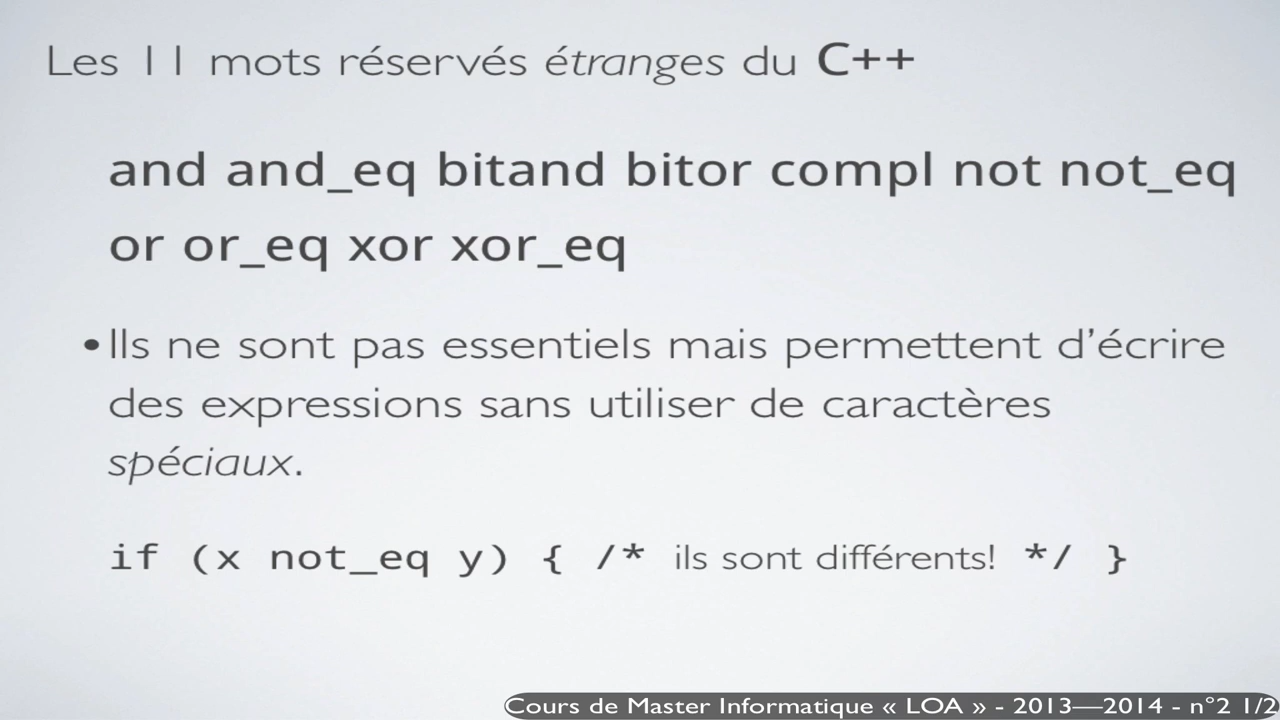 Les 11 mots réservés étranges du C++
and and_eq bitand bitor compl not not_eq
or or_eq xor xor_eq
•Ils ne sont pas essentiels mais permettent d’écrire
des expressions sans utiliser de caractères
spéciaux.
if (x not_eq y) { /* ils sont différents! */ }
Cours de Master Informatique « LOA » - 2013—2014 - n°2 1/2